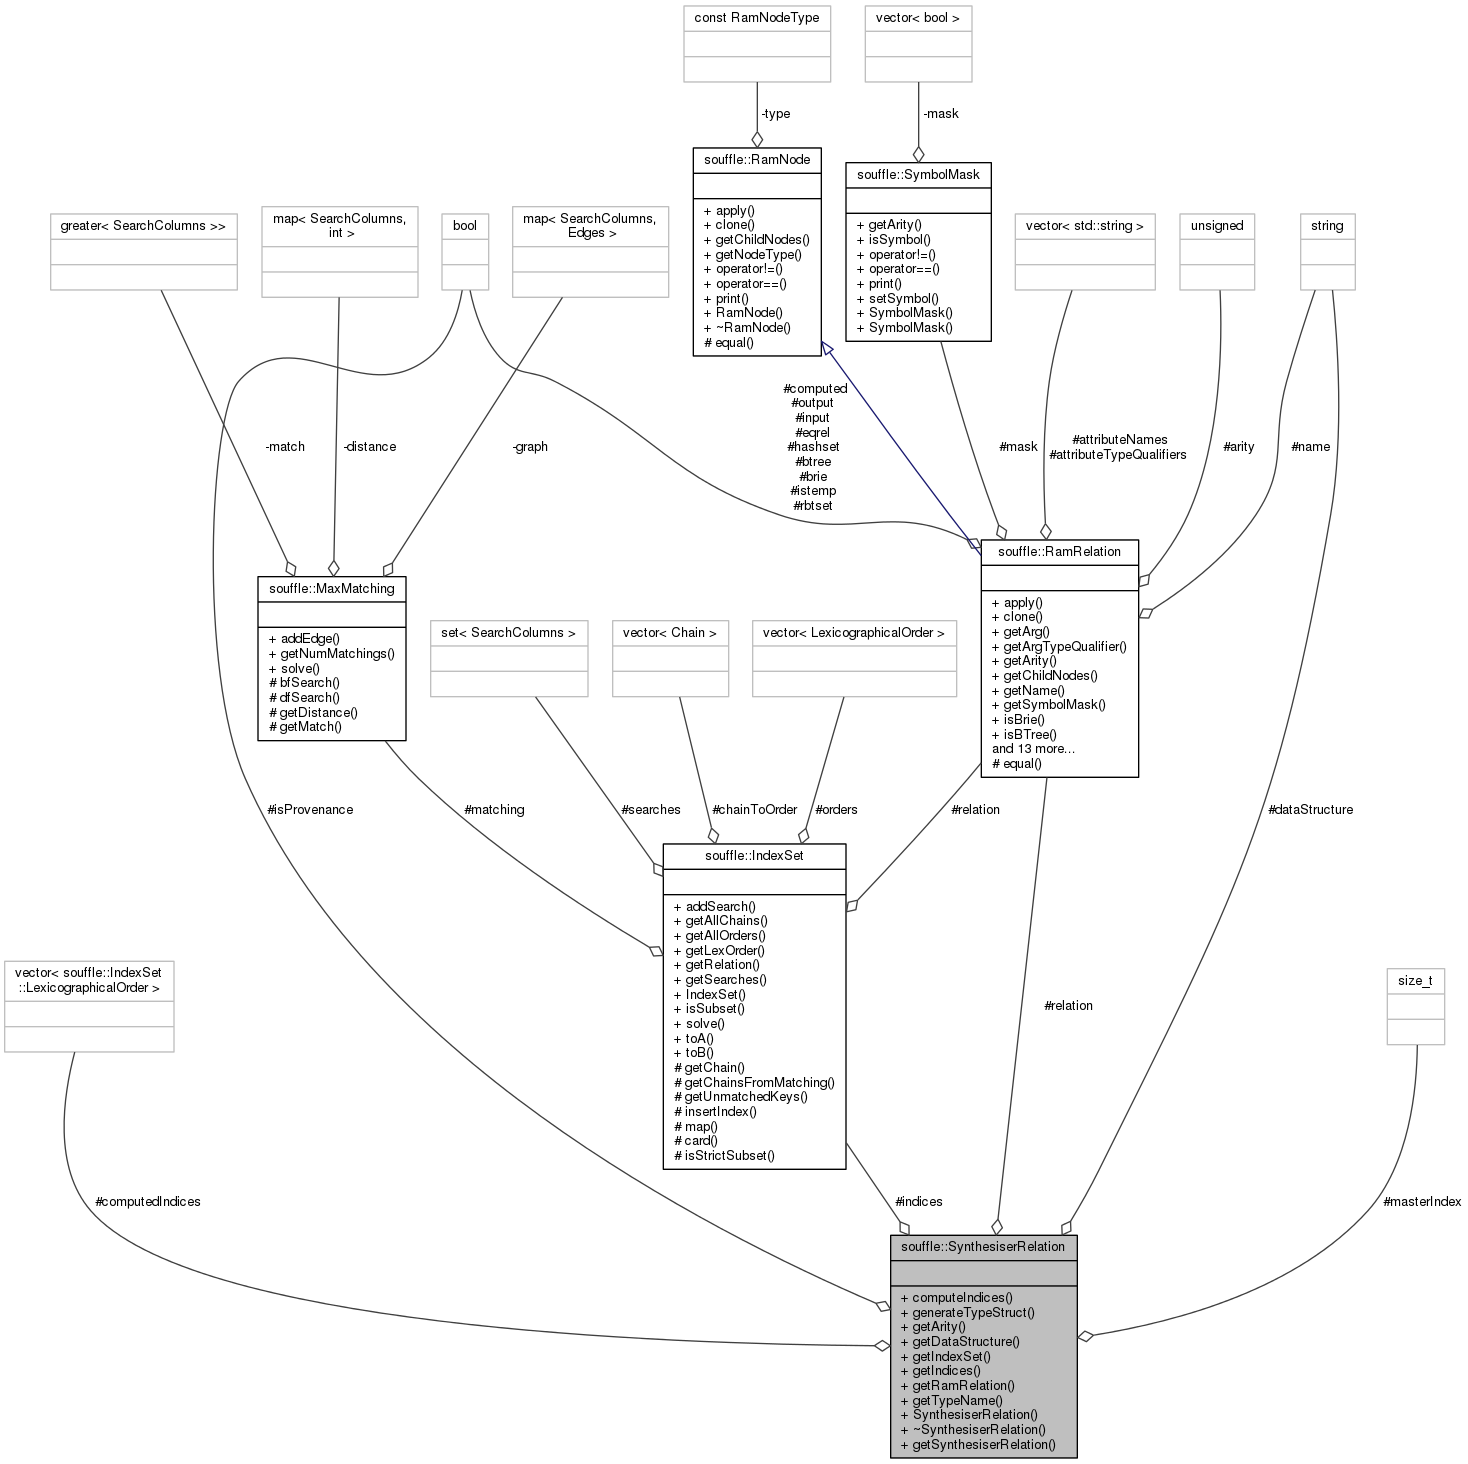 const RamNodeType
vector< bool >
-type
-mask
souffle::RamNode
+ apply()
+ clone()
+ getChildNodes()
+ getNodeType()
+ operator!=()
+ operator==()
+ print()
+ RamNode()
+ ~RamNode()
# equal()
souffle::SymbolMask
+ getArity()
+ isSymbol()
+ operator!=()
+ operator==()
+ print()
+ setSymbol()
+ SymbolMask()
+ SymbolMask()
greater< SearchColumns >>
map< SearchColumns,
int >
bool
map< SearchColumns,
Edges >
vector< std::string >
unsigned
string
-match
-distance
-graph
#computed
#output
#input
#eqrel
#hashset
#btree
#brie
#istemp
#rbtset
#mask
#attributeNames
#attributeTypeQualifiers
#arity
#name
souffle::MaxMatching
+ addEdge()
+ getNumMatchings()
+ solve()
# bfSearch()
# dfSearch()
# getDistance()
# getMatch()
set< SearchColumns >
vector< Chain >
vector< LexicographicalOrder >
souffle::RamRelation
+ apply()
+ clone()
+ getArg()
+ getArgTypeQualifier()
+ getArity()
+ getChildNodes()
+ getName()
+ getSymbolMask()
+ isBrie()
+ isBTree()
and 13 more...
# equal()
#isProvenance
#matching
#searches
#chainToOrder
#orders
#relation
#dataStructure
souffle::IndexSet
+ addSearch()
+ getAllChains()
+ getAllOrders()
+ getLexOrder()
+ getRelation()
+ getSearches()
+ IndexSet()
+ isSubset()
+ solve()
+ toA()
+ toB()
# getChain()
# getChainsFromMatching()
# getUnmatchedKeys()
# insertIndex()
# map()
# card()
# isStrictSubset()
vector< souffle::IndexSet
::LexicographicalOrder >
size_t
#relation
#computedIndices
#indices
#masterIndex
souffle::SynthesiserRelation
+ computeIndices()
+ generateTypeStruct()
+ getArity()
+ getDataStructure()
+ getIndexSet()
+ getIndices()
+ getRamRelation()
+ getTypeName()
+ SynthesiserRelation()
+ ~SynthesiserRelation()
+ getSynthesiserRelation()